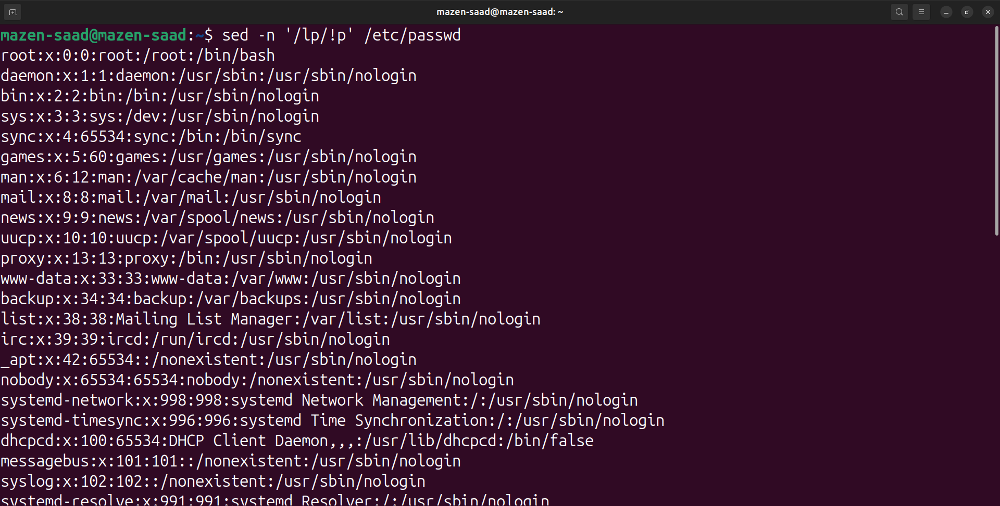 mazen-saad@mazen-saad: ~
mazen-saad@mazen-saad:~$ sed -n '/lp/!p' /etc/passwd
root:x:0:0:root:/root:/bin/bash
daemon:x:1:1:daemon:/usr/sbin:/usr/sbin/nologin
bin:x:2:2:bin:/bin:/usr/sbin/nologin
sys:x:3:3:sys:/dev:/usr/sbin/nologin
sync:x:4:65534:sync:/bin:/bin/sync
games:x:5:60:games:/usr/games:/usr/sbin/nologin
man:x:6:12:man:/var/cache/man:/usr/sbin/nologin
mail:x:8:8:mail:/var/mail:/usr/sbin/nologin
news:x:9:9:news:/var/spool/news:/usr/sbin/nologin
uucp:x:10:10:uucp:/var/spool/uucp:/usr/sbin/nologin
proxy:x:13:13:proxy:/bin:/usr/sbin/nologin
www-data:x:33:33:www-data:/var/www:/usr/sbin/nologin
backup:x:34:34:backup:/var/backups:/usr/sbin/nologin
list:x:38:38:Mailing List Manager:/var/list:/usr/sbin/nologin
irc:x:39:39:ircd:/run/ircd:/usr/sbin/nologin
_apt:x:42:65534::/nonexistent:/usr/sbin/nologin
nobody:x:65534:65534:nobody:/nonexistent:/usr/sbin/nologin
systemd-network:x:998:998:systemd Network Management:/:/usr/sbin/nologin
systemd-timesync:x:996:996:systemd Time Synchronization:/:/usr/sbin/nologin
dhcpcd:x:100:65534:DHCP Client Daemon,,,:/usr/lib/dhcpcd:/bin/false
messagebus:x:101:101::/nonexistent:/usr/sbin/nologin
syslog:x:102:102::/nonexistent:/usr/sbin/nologin
systemd-resolve:x:991:991:systemd Resolver:/:/usr/sbin/nologin